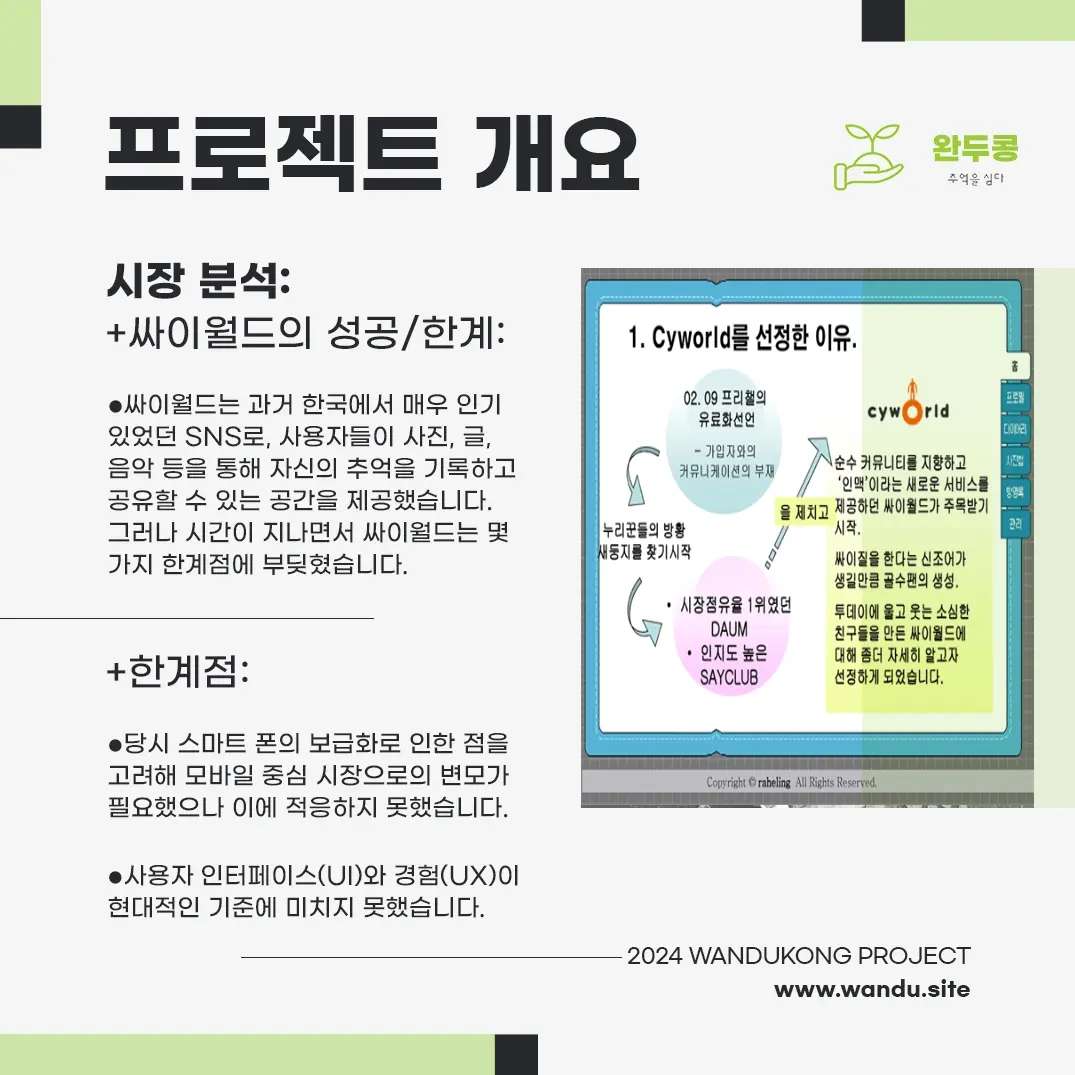 프로젝트 개요
완두콩
추억을 심다
시장 분석:
+싸이월드의 성공/한계:
●싸이월드는 과거 한국에서 매우 인기
있었던 SNS로, 사용자들이 사진, 글,
음악 등을 통해 자신의 추억을 기록하고
공유할 수 있는 공간을 제공했습니다.
그러나 시간이 지나면서 싸이월드는 몇
가지 한계점에 부딪혔습니다.
+한계점:
●당시 스마트 폰의 보급화로 인한 점을
고려해 모바일 중심 시장으로의 변모가
필요했으나 이에 적응하지 못했습니다.
●사용자 인터페이스(UI)와 경험(UX)이
현대적인 기준에 미치지 못했습니다.
1. Cyworld를 선정한 이유.
02. 09 프리챌의
유료화선언
- 가입자와의
커뮤니케이션의 부재
누리꾼들의 방황
새둥지를 찾기시작
• 시장점유율 1위였던
DAUM
• 인지도 높은
SAYCLUB
을 제치고
cyworld
순수 커뮤니티를 지향하고
'인맥'이라는 새로운 서비스를
제공하던 싸이월드가 주목받기
시작.
싸이질을 한다는 신조어가
생길만큼 골수팬의 생성.
투데이에 울고 웃는 소심한
친구들을 만든 싸이월드에
대해 좀더 자세히 알고자
선정하게 되었습니다.
홈
프로필
다이어리
사진첩
방명록
관리
Copyright © raheling All Rights Reserved.
2024 WANDUKONG PROJECT
www.wandu.site